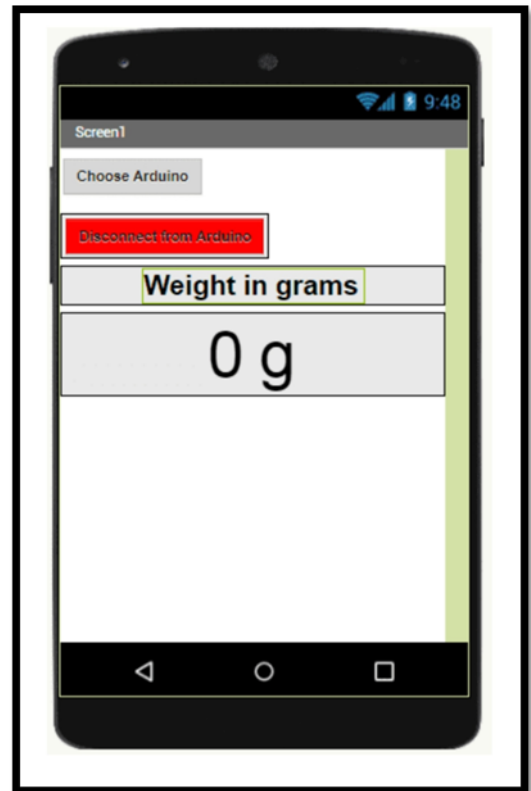 9:48
Screen1
Choose Arduino
Disconnect from Arduino
Weight in grams
0 g